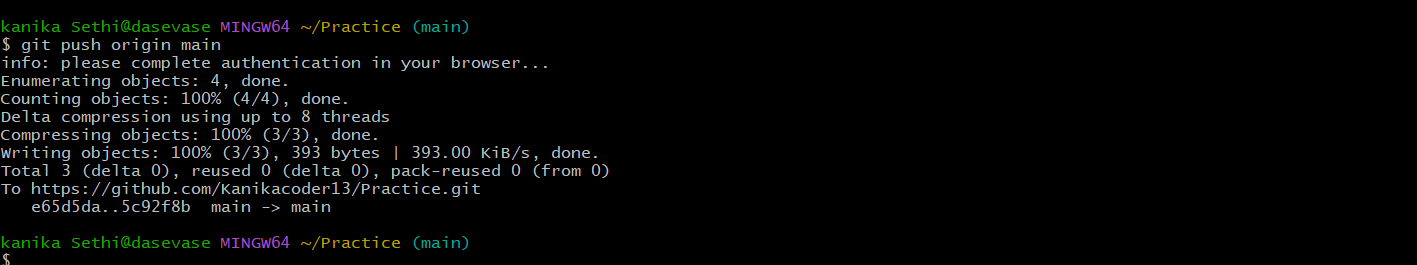 kanika Sethi@dasevase MINGW64 ~/Practice (main)
$ git push origin main
info: please complete authentication in your browser...
Enumerating objects: 4, done.
Counting objects: 100% (4/4), done.
Delta compression using up to 8 threads
Compressing objects: 100% (3/3), done.
Writing objects: 100% (3/3), 393 bytes | 393.00 KiB/s, done.
Total 3 (delta 0), reused 0 (delta 0), pack-reused 0 (from 0)
To https://github.com/Kanikacoder13/Practice.git
   e65d5da..5c92f8b  main -> main
kanika Sethi@dasevase MINGW64 ~/Practice (main)
$